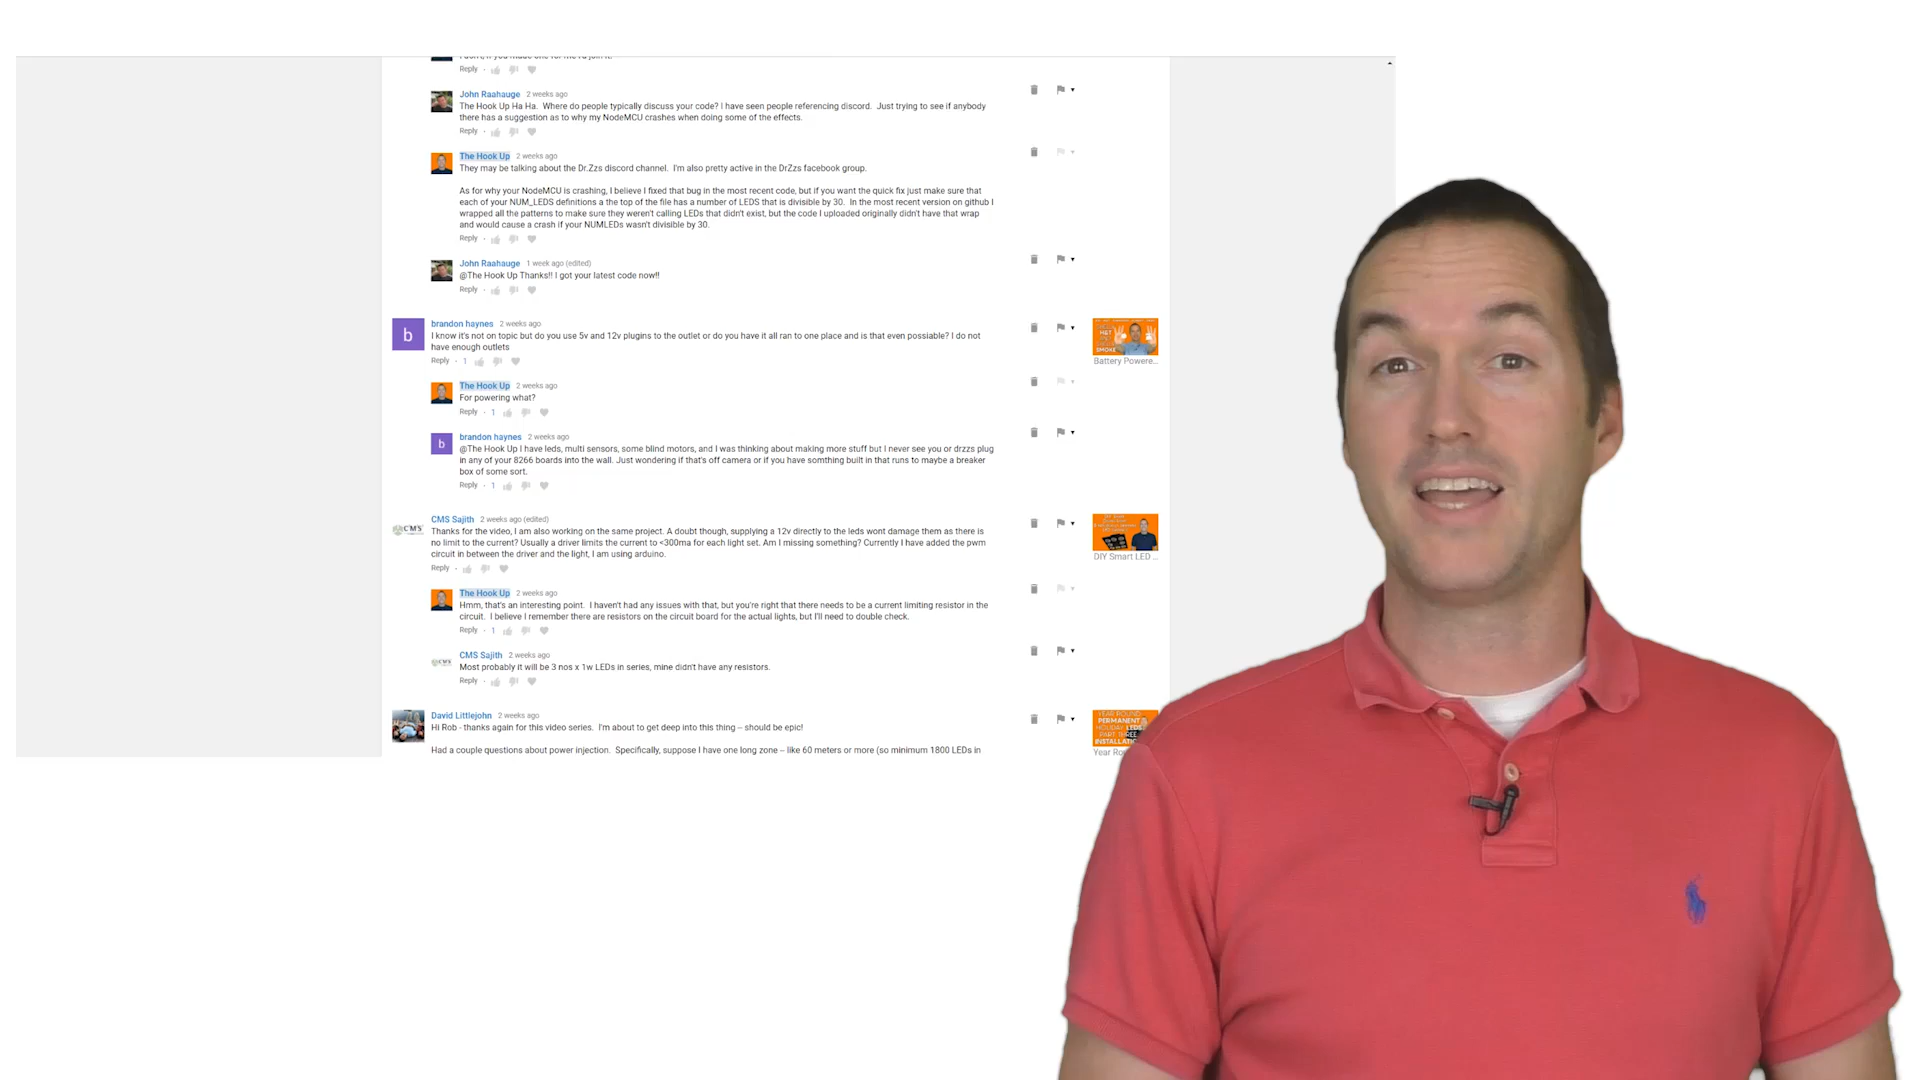 Reply
John Raahauge 2 weeks ago
The Hook Up Ha Ha. Where do people typically discuss your code? I have seen people referencing discord. Just trying to see if anybody
there has a suggestion as to why my NodeMCU crashes when doing some of the effects.
Reply
The Hook Up 2 weeks ago
They may be talking about the Dr.Zzs discord channel. I'm also pretty active in the DrZzs facebook group.
As for why your NodeMCU is crashing, I believe I fixed that bug in the most recent code, but if you want the quick fix just make sure that
each of your NUM_LEDS definitions a the top of the file has a number of LEDS that is divisible by 30. In the most recent version on github I
wrapped all the patterns to make sure they weren't calling LEDs that didn't exist, but the code I uploaded originally didn't have that wrap
and would cause a crash if your NUMLEDs wasn't divisible by 30.
Reply
John Raahauge 1 week ago (edited)
@The Hook Up Thanks!! I got your latest code now!!
Reply
b
brandon haynes 2 weeks ago
I know it's not on topic but do you use 5v and 12v plugins to the outlet or do you have it all ran to one place and is that even possiable? I do not
have enough outlets
Reply 1
Battery Powere...
The Hook Up 2 weeks ago
For powering what?
Reply 1
b
brandon haynes 2 weeks ago
@The Hook Up I have leds, multi sensors, some blind motors, and I was thinking about making more stuff but I never see you or drzzs plug
in any of your 8266 boards into the wall. Just wondering if that's off camera or if you have somthing built in that runs to maybe a breaker
box of some sort.
Reply 1
CMS
CMS Sajith 2 weeks ago (edited)
Thanks for the video, I am also working on the same project. A doubt though, supplying a 12v directly to the leds wont damage them as there is
no limit to the current? Usually a driver limits the current to <300ma for each light set. Am I missing something? Currently I have added the pwm
circuit in between the driver and the light, I am using arduino.
Reply
DIY Smart LED ...
The Hook Up 2 weeks ago
Hmm, that's an interesting point. I haven't had any issues with that, but you're right that there needs to be a current limiting resistor in the
circuit. I believe I remember there are resistors on the circuit board for the actual lights, but I'll need to double check.
Reply 1
CMS
CMS Sajith 2 weeks ago
Most probably it will be 3 nos x 1w LEDs in series, mine didn't have any resistors.
Reply
David Littlejohn 2 weeks ago
Hi Rob - thanks again for this video series. I'm about to get deep into this thing – should be epic!
Had a couple questions about power injection. Specifically, suppose I have one long zone – like 60 meters or more (so minimum 1800 LEDs in
YEAR ROUND
PERMANENT
HOLIDAY LEDS
PART THREE
INSTALLATION